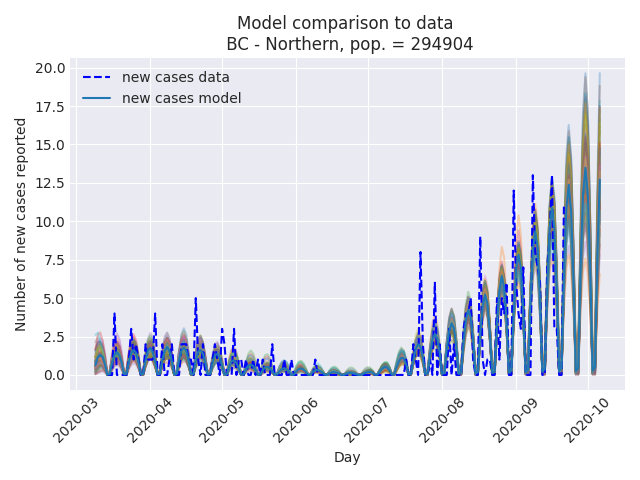 Model comparison to data
BC - Northern, pop. = 294904
new cases data
new cases model
Number of new cases reported
20.0
17.5
15.0
12.5
10.0
7.5
5.0
2.5
0.0
2020-03
2020-04
2020-05
2020-06
2020-07
2020-08
2020-09
2020-10
Day